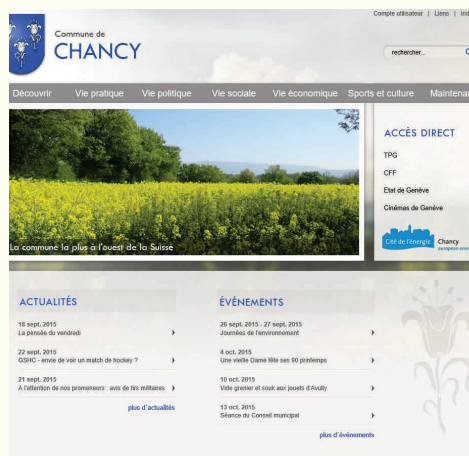 Compte utilisateur | Liens | Ind
Commune de
CHANCY
rechercher...
Découvrir Vie pratique Vie politique Vie sociale Vie économique Sports et culture Maintena
La commune la plus à l'ouest de la Suisse
ACCÈS DIRECT
TPG
CFF
Etat de Genève
Cinémas de Genève
Cité de l'énergie Chancy
european ener
ACTUALITÉS
18 sept. 2015
La pensée du vendredi
22 sept. 2015
GSHC - envie de voir un match de hockey ?
21 sept. 2015
A l'attention de nos promeneurs : avis de tirs militaires
plus d'actualités
ÉVÉNEMENTS
26 sept. 2015 - 27 sept. 2015
Journées de l'environnement
4 oct. 2015
Une vieille Dame fête ses 90 printemps
10 oct. 2015
Vide grenier et souk aux jouets d'Avully
13 oct. 2015
Séance du Conseil municipal
plus d'événements